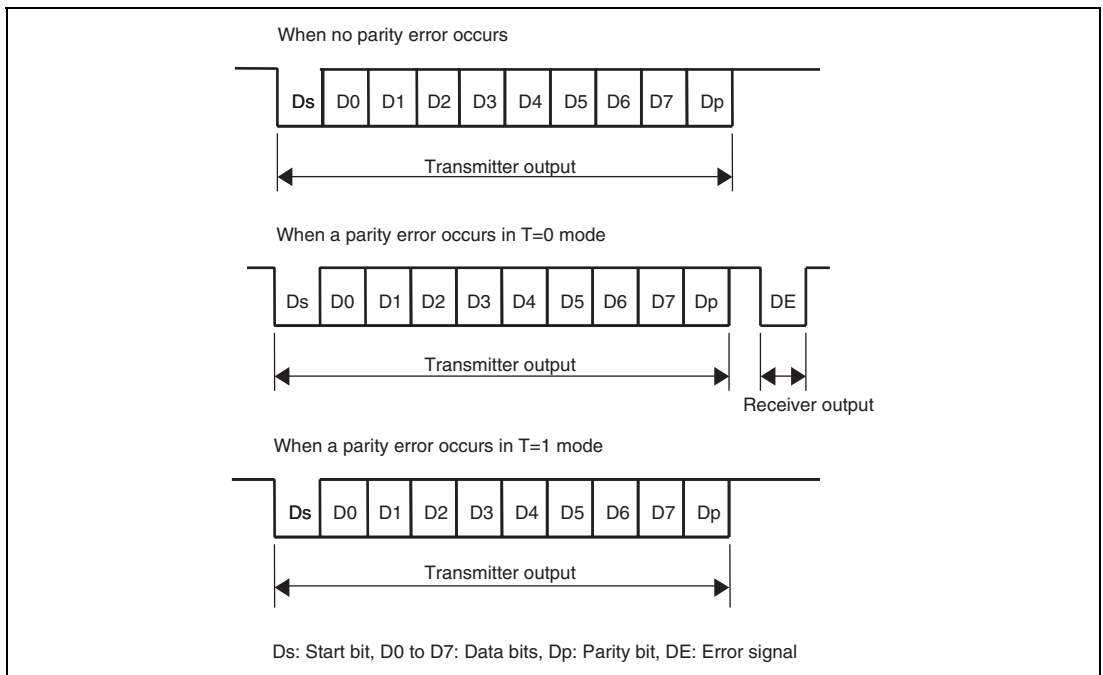 When no parity error occurs
Ds D0 D1 D2 D3 D4 D5 D6 D7 Dp
Transmitter output
When a parity error occurs in T=0 mode
Ds D0 D1 D2 D3 D4 D5 D6 D7 Dp DE
Transmitter output
Receiver output
When a parity error occurs in T=1 mode
Ds D0 D1 D2 D3 D4 D5 D6 D7 Dp
Transmitter output
Ds: Start bit, D0 to D7: Data bits, Dp: Parity bit, DE: Error signal